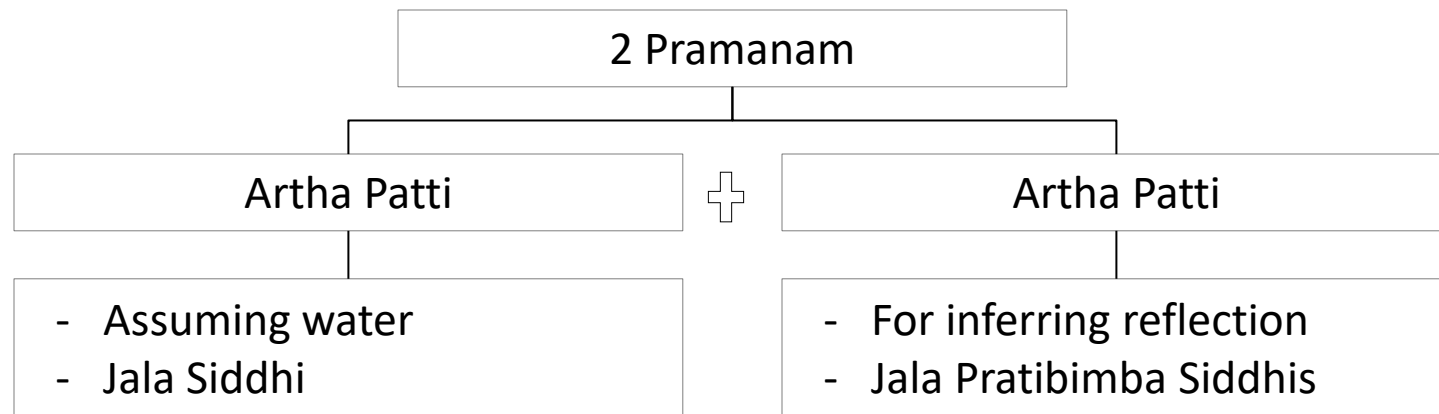 2 Pramanam
Artha Patti
Artha Patti
- Assuming water
- Jala Siddhi
- For inferring reflection
- Jala Pratibimba Siddhis